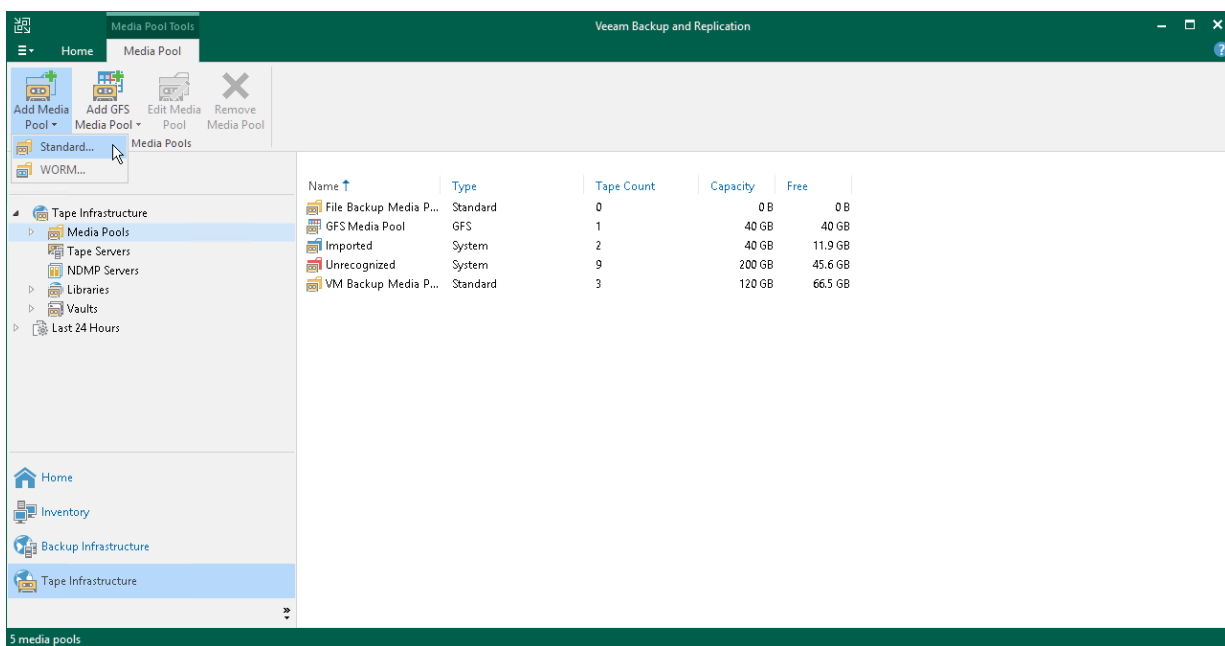 Media Pool Tools
Veeam Backup and Replication
Home Media Pool
Add Media Pool
Add GFS Media Pool
Edit Media Pool
Remove Media Pool
Media Pools
Standard...
WORM...
Tape Infrastructure
Media Pools
Tape Servers
NDMP Servers
Libraries
Vaults
Last 24 Hours
Name Type Tape Count Capacity Free
File Backup Media P... Standard 0 0 B 0 B
GFS Media Pool GFS 1 40 GB 40 GB
Imported System 2 40 GB 11.9 GB
Unrecognized System 9 200 GB 45.6 GB
VM Backup Media P... Standard 3 120 GB 66.5 GB
Home
Inventory
Backup Infrastructure
Tape Infrastructure
5 media pools